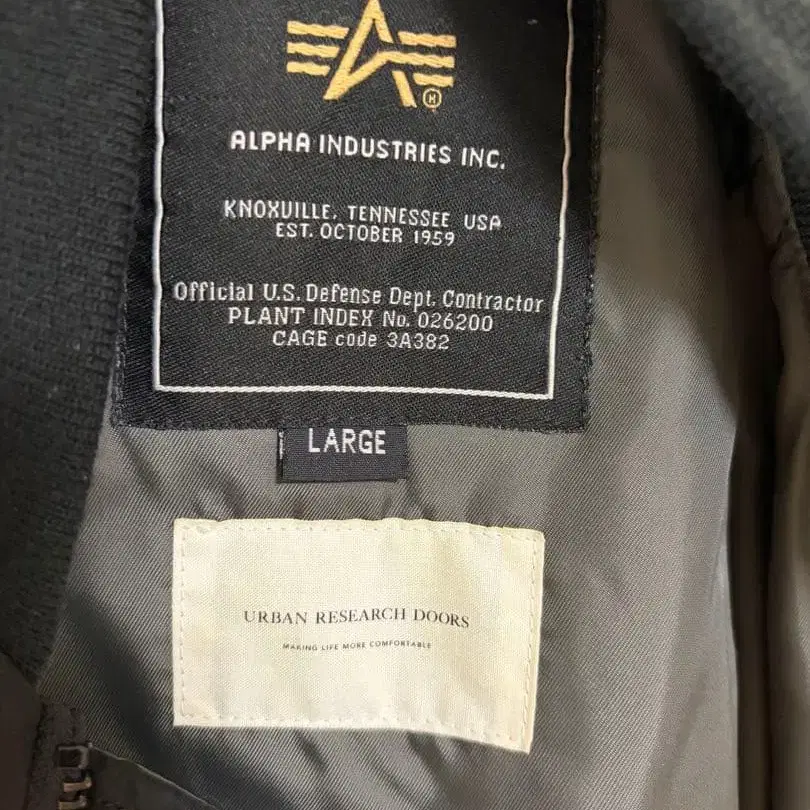 ALPHA INDUSTRIES INC.
KNOXVILLE, TENNESSEE USA
EST. OCTOBER 1959
Official U.S. Defense Dept. Contractor
PLANT INDEX No. 026200
CAGE code 3A382
LARGE
URBAN RESEARCH DOORS
MAKING LIFE MORE COMFORTABLE